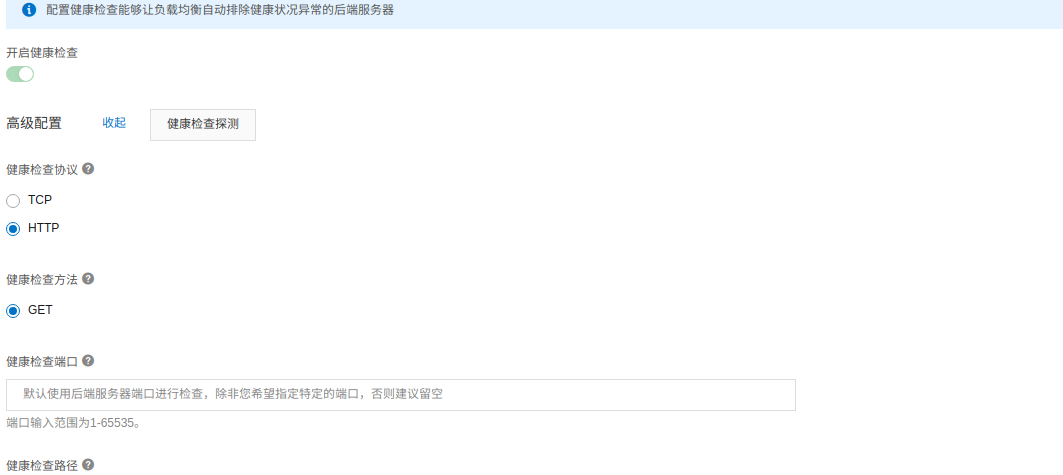 配置健康检查能够让负载均衡自动排除健康状况异常的后端服务器
开启健康检查
高级配置 收起 健康检查探测
健康检查协议
TCP
HTTP
健康检查方法
GET
健康检查端口
默认使用后端服务器端口进行检查，除非您希望指定特定的端口，否则建议留空
端口输入范围为1-65535。
健康检查路径